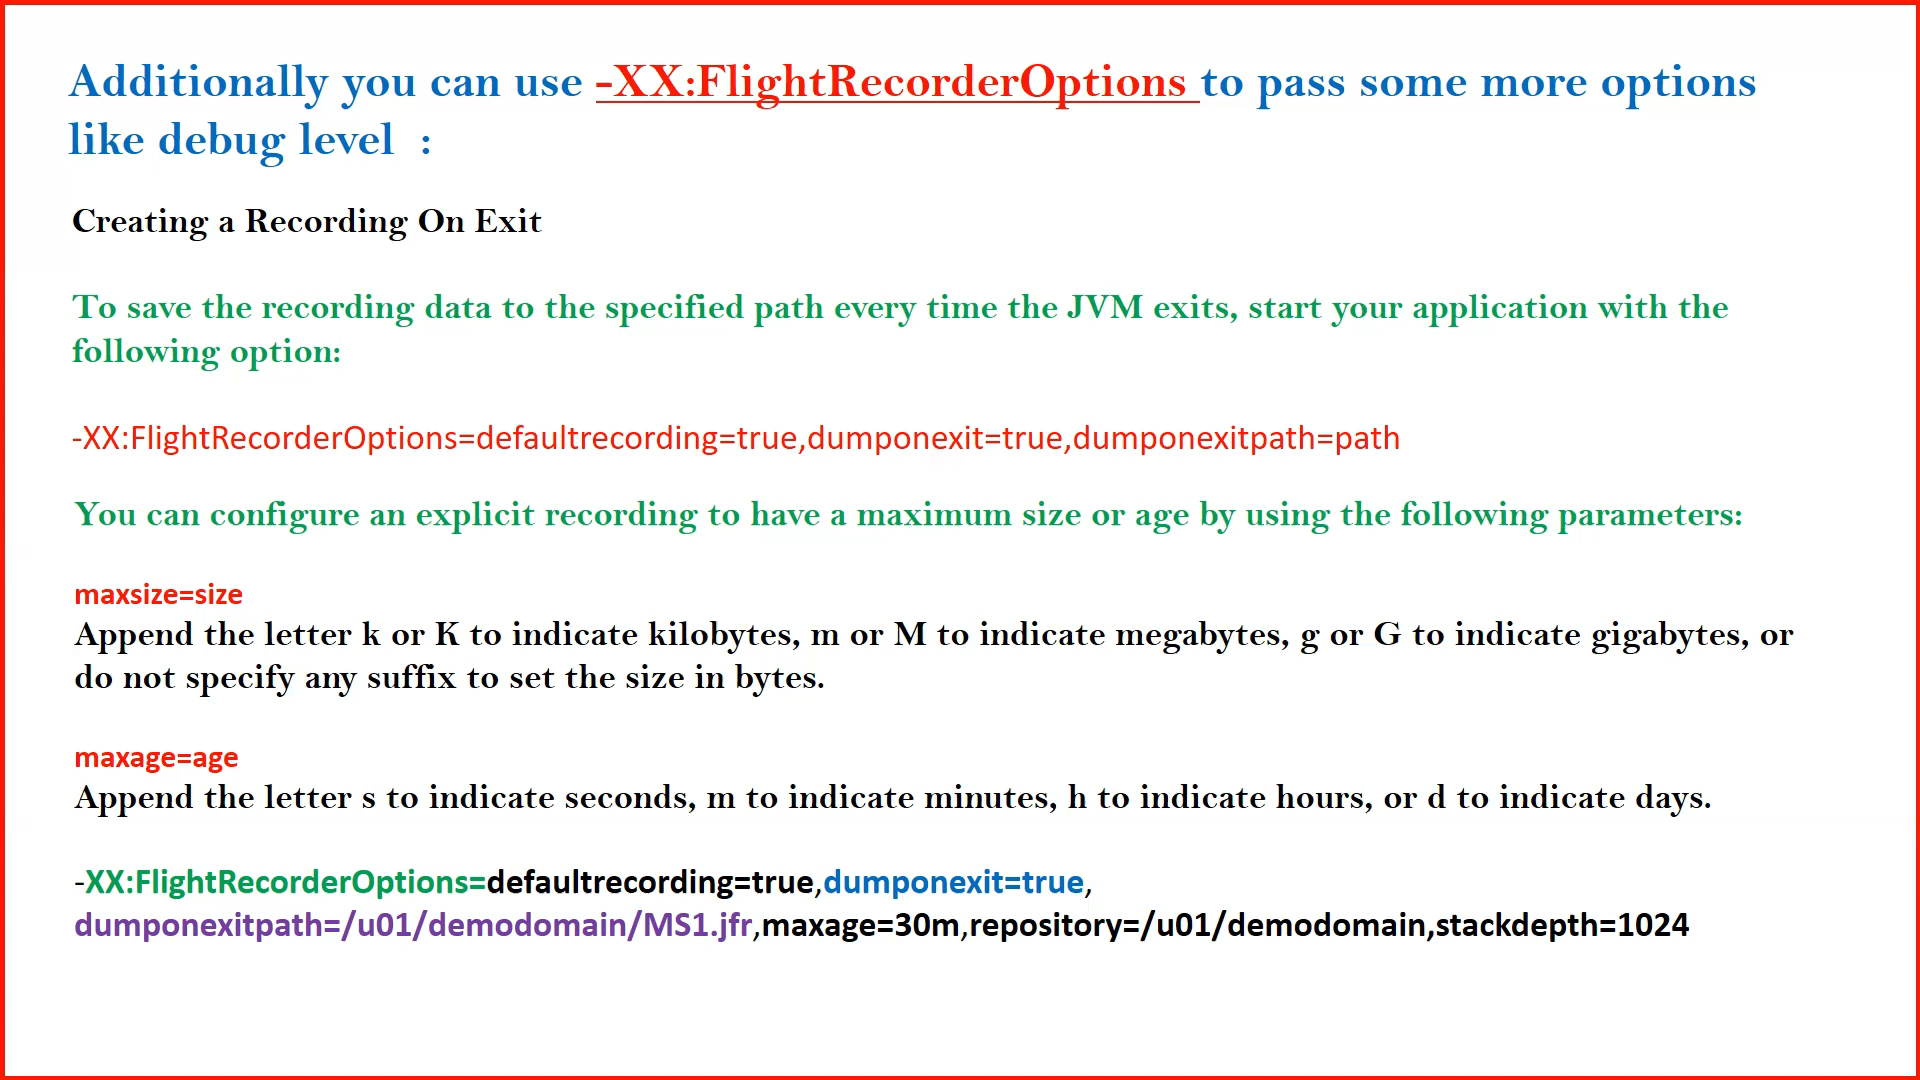 Additionally you can use -XX:FlightRecorderOptions to pass some more options
like debug level  :
Creating a Recording On Exit
To save the recording data to the specified path every time the JVM exits, start your application with the
following option:
-XX:FlightRecorderOptions=defaultrecording=true,dumponexit=true,dumponexitpath=path
You can configure an explicit recording to have a maximum size or age by using the following parameters:
maxsize=size
Append the letter k or K to indicate kilobytes, m or M to indicate megabytes, g or G to indicate gigabytes, or
do not specify any suffix to set the size in bytes.
maxage=age
Append the letter s to indicate seconds, m to indicate minutes, h to indicate hours, or d to indicate days.
-XX:FlightRecorderOptions=defaultrecording=true,dumponexit=true,
dumponexitpath=/u01/demodomain/MS1.jfr,maxage=30m,repository=/u01/demodomain,stackdepth=1024